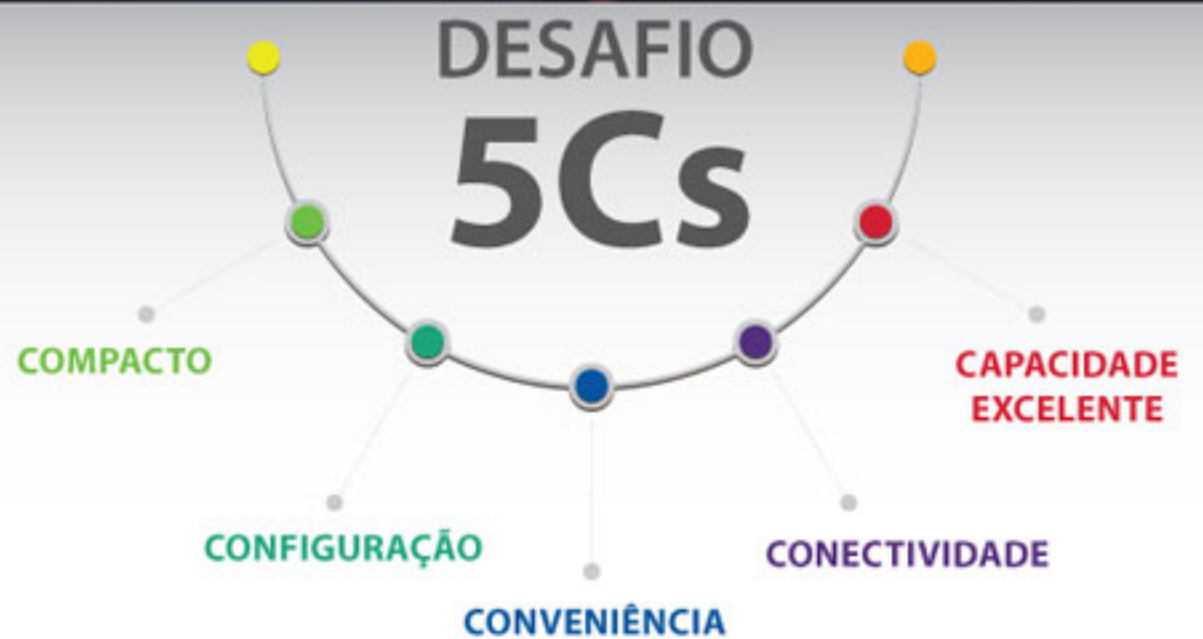 DESAFIO
5Cs
COMPACTO
CONFIGURAÇÃO
CONVENIÊNCIA
CONECTIVIDADE
CAPACIDADE
EXCELENTE